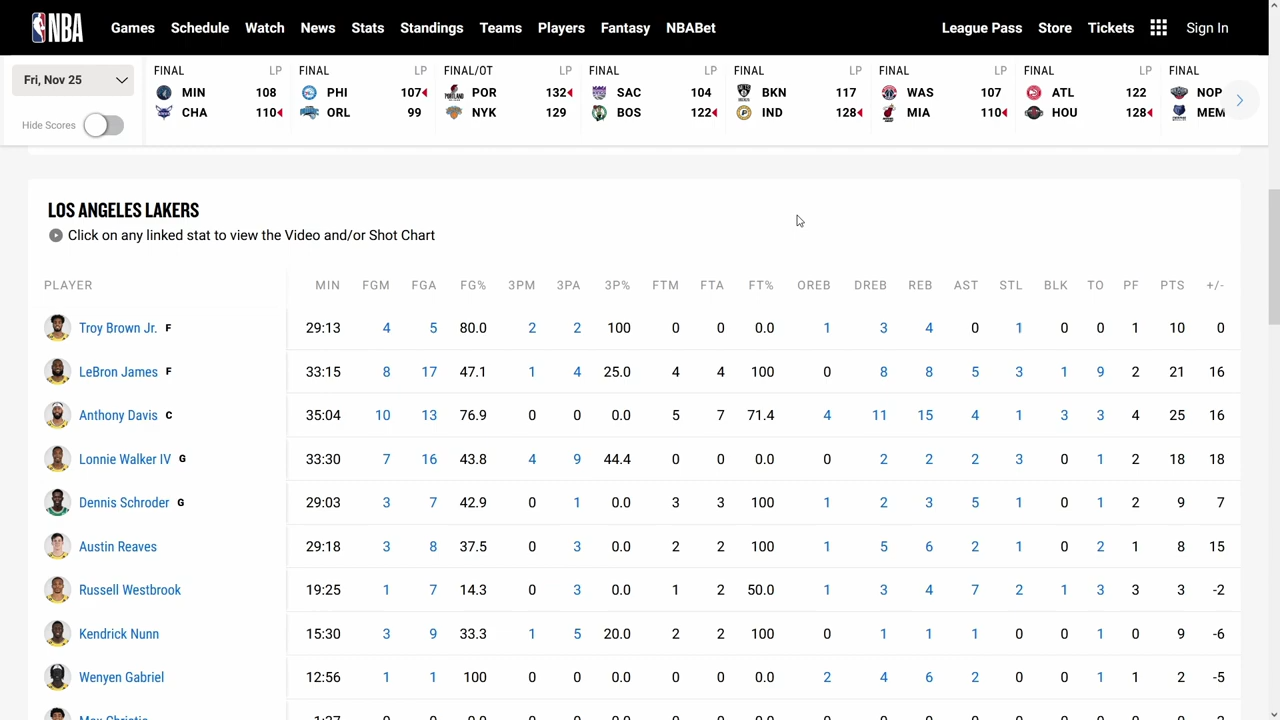 NBA Games Schedule Watch News Stats Standings Teams Players Fantasy NBABet League Pass Store Tickets Sign In
Fri, Nov 25
Hide Scores
FINAL LP
MIN 108
CHA 110
FINAL LP
PHI 107
ORL 99
FINAL/OT LP
POR 132
NYK 129
FINAL LP
SAC 104
BOS 122
FINAL LP
BKN 117
IND 128
FINAL LP
WAS 107
MIA 110
FINAL LP
ATL 122
HOU 128
FINAL
NOP
MEM
LOS ANGELES LAKERS
Click on any linked stat to view the Video and/or Shot Chart
PLAYER MIN FGM FGA FG% 3PM 3PA 3P% FTM FTA FT% OREB DREB REB AST STL BLK TO PF PTS +/-
Troy Brown Jr. F 29:13 4 5 80.0 2 2 100 0 0 0.0 1 3 4 0 1 0 0 1 10 0
LeBron James F 33:15 8 17 47.1 1 4 25.0 4 4 100 0 8 8 5 3 1 9 2 21 16
Anthony Davis C 35:04 10 13 76.9 0 0 0.0 5 7 71.4 4 11 15 4 1 3 3 4 25 16
Lonnie Walker IV G 33:30 7 16 43.8 4 9 44.4 0 0 0.0 0 2 2 2 3 0 1 2 18 18
Dennis Schroder G 29:03 3 7 42.9 0 1 0.0 3 3 100 1 2 3 5 1 0 1 2 9 7
Austin Reaves 29:18 3 8 37.5 0 3 0.0 2 2 100 1 5 6 2 1 0 2 1 8 15
Russell Westbrook 19:25 1 7 14.3 0 3 0.0 1 2 50.0 1 3 4 7 2 1 3 3 3 -2
Kendrick Nunn 15:30 3 9 33.3 1 5 20.0 2 2 100 0 1 1 1 0 0 1 0 9 -6
Wenyen Gabriel 12:56 1 1 100 0 0 0.0 0 0 0.0 2 4 6 2 0 0 1 1 2 -5